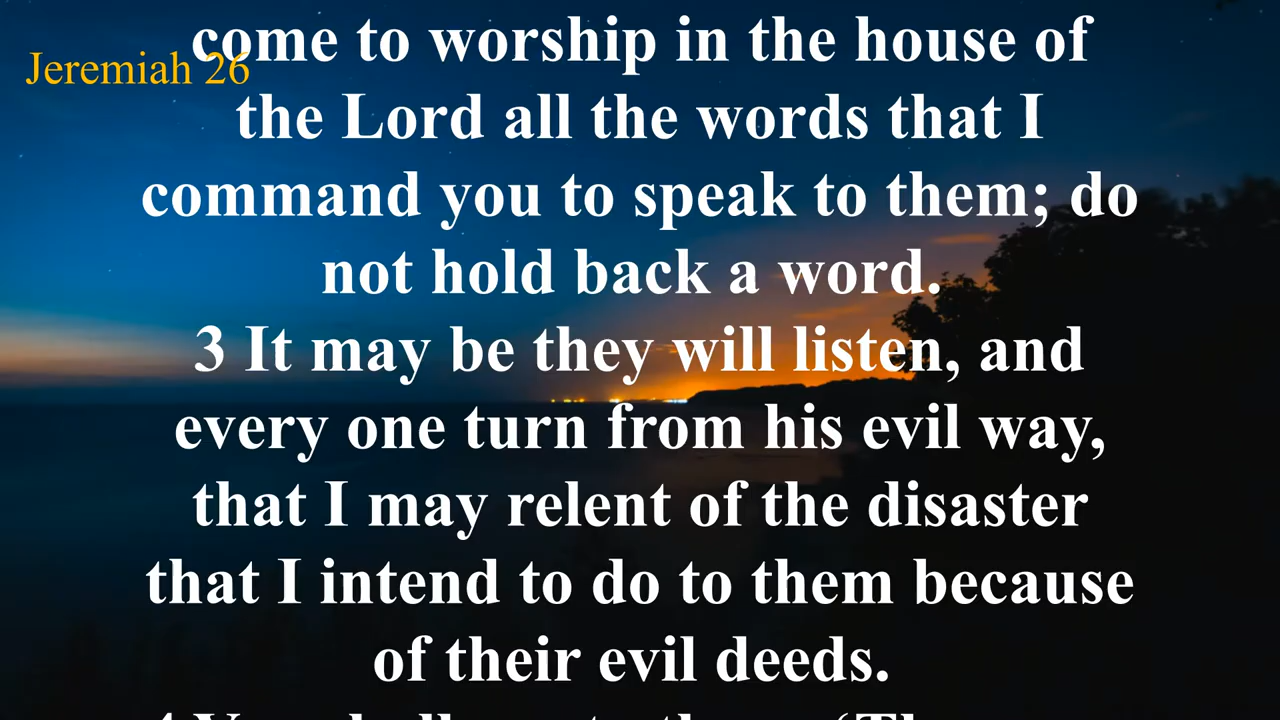 come to worship in the house of
Jeremiah 26
the Lord all the words that I
command you to speak to them; do
not hold back a word.
3 It may be they will listen, and
every one turn from his evil way,
that I may relent of the disaster
that I intend to do to them because
of their evil deeds.